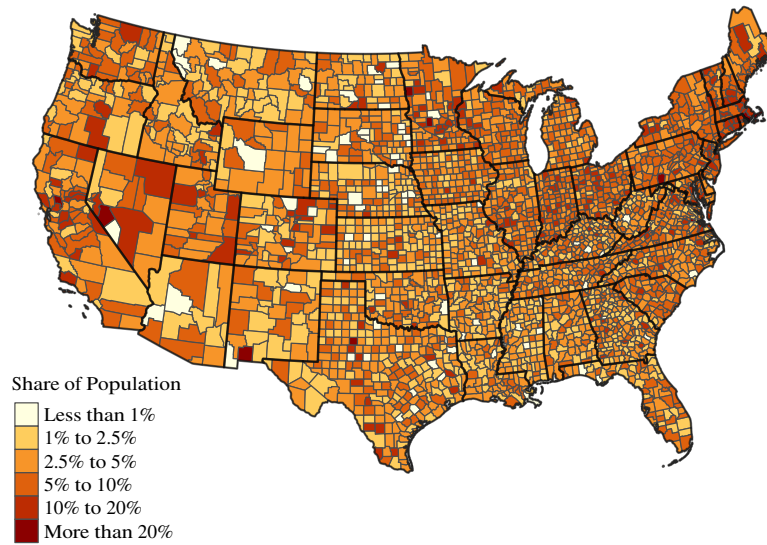 Share of Population
Less than 1%
1% to 2.5%
2.5% to 5%
5% to 10%
10% to 20%
More than 20%